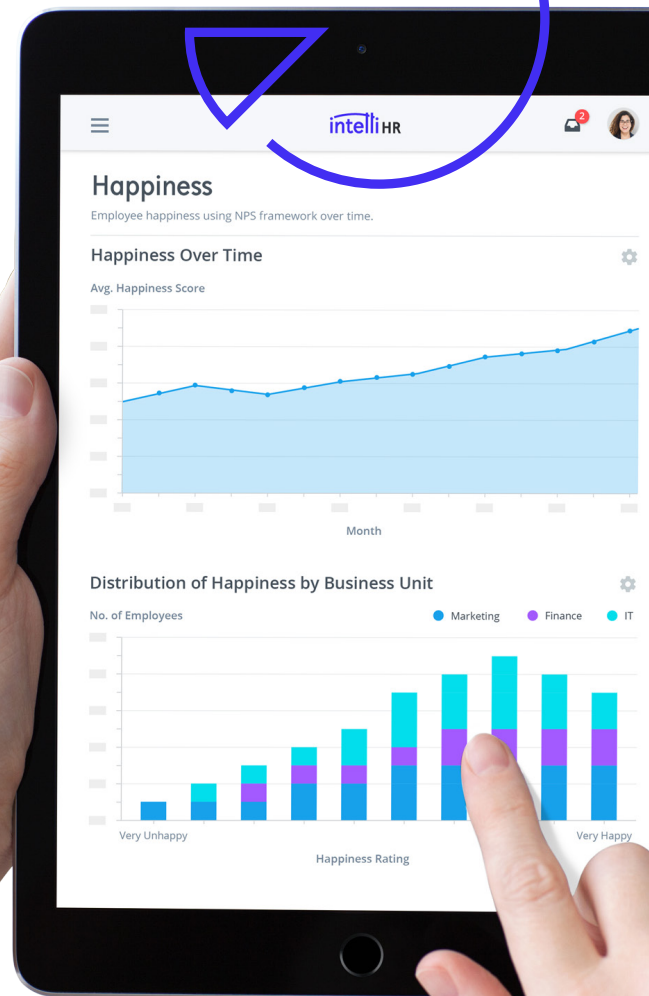 intelliHR
2
Happiness
Employee happiness using NPS framework over time.
Happiness Over Time
Avg. Happiness Score
Month
Distribution of Happiness by Business Unit
No. of Employees
Marketing Finance IT
Very Unhappy Very Happy
Happiness Rating